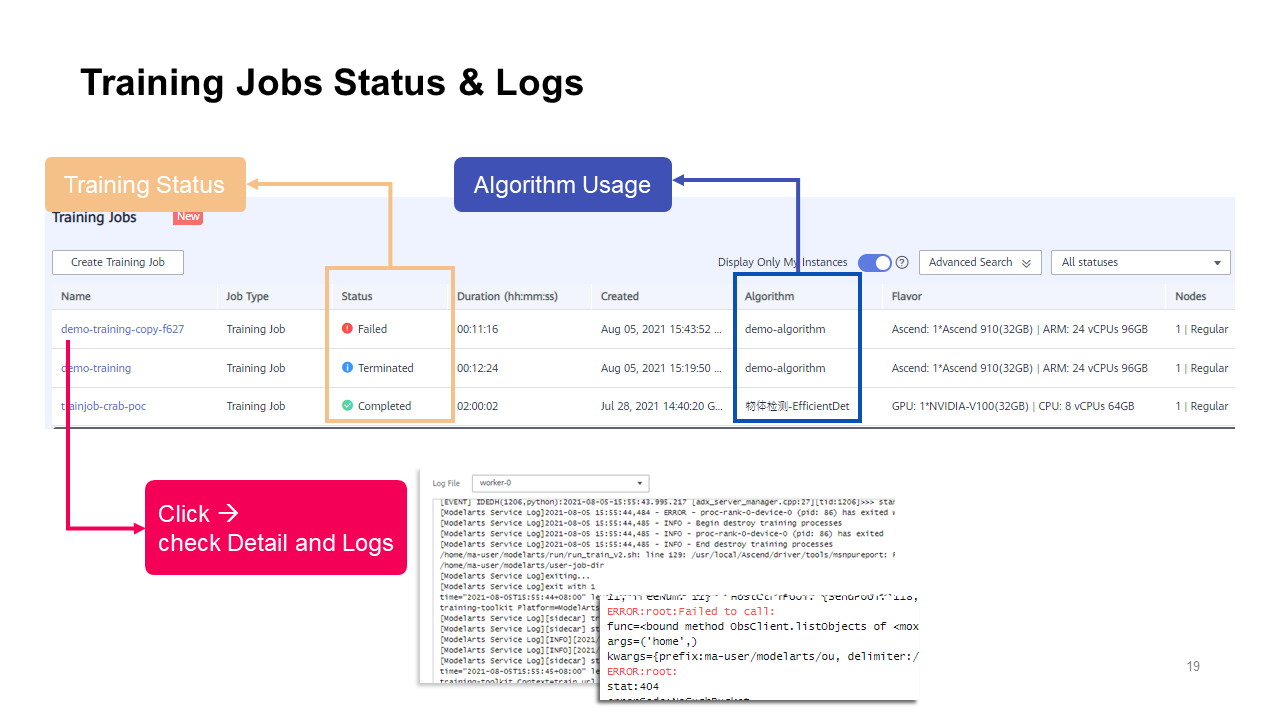 Training Jobs Status & Logs
Training Status
Algorithm Usage
Training Jobs New
Create Training Job Display Only My Instances Advanced Search All statuses
Name Job Type Status Duration (hh:mm:ss) Created Algorithm Flavor Nodes
demo-training-copy-f627 Training Job Failed 00:11:16 Aug 05, 2021 15:43:52 ... demo-algorithm Ascend: 1*Ascend 910(32GB) | ARM: 24 vCPUs 96GB 1 | Regular
demo-training Training Job Terminated 00:12:24 Aug 05, 2021 15:19:50 ... demo-algorithm Ascend: 1*Ascend 910(32GB) | ARM: 24 vCPUs 96GB 1 | Regular
trainjob-crab-poc Training Job Completed 02:00:02 Jul 28, 2021 14:40:20 G... 物体检测-EfficientDet GPU: 1*NVIDIA-V100(32GB) | CPU: 8 vCPUs 64GB 1 | Regular
Click →
check Detail and Logs
Log File worker-0
[EVENT] IDEDH(1206,python):2021-08-05-15:55:43.995.217 [adx_server_manager.cpp:27][tid:1206]>>> star
[Modelarts Service Log]2021-08-05 15:55:44,484 - ERROR - proc-rank-0-device-0 (pid: 86) has exited
[Modelarts Service Log]2021-08-05 15:55:44,485 - INFO - Begin destroy training processes
[Modelarts Service Log]2021-08-05 15:55:44,485 - INFO - proc-rank-0-device-0 (pid: 86) has exited
[Modelarts Service Log]2021-08-05 15:55:44,485 - INFO - End destroy training processes
/home/ma-user/modelarts/run/run_train_v2.sh: line 129: /usr/local/Ascend/driver/tools/msnpureport:
/home/ma-user/modelarts/user-job-dir
[Modelarts Service Log]exiting...
[Modelarts Service Log]exit with 1
time="2021-08-05T15:55:44+08:00" le
training-toolkit Platform=ModelArts
[Modelarts Service Log][sidecar] tr
[Modelarts Service Log][sidecar] st
[ModelArts Service Log][INFO][2021/
[ModelArts Service Log][INFO][2021/
[Modelarts Service Log][sidecar] st
time="2021-08-05T15:55:45+08:00" le
training-toolkit Context=train url
ERROR:root:Failed to call:
func=<bound method ObsClient.listObjects of <mox
args=('home',)
kwargs={prefix:ma-user/modelarts/ou, delimiter:/
ERROR:root:
stat:404
errorCode:NoSuchBucket
19